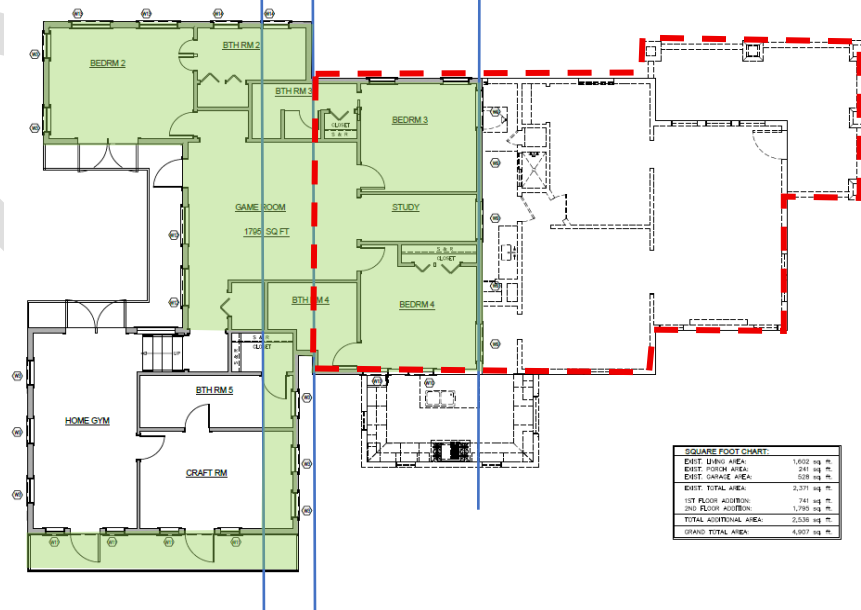 BTH RM 2
BEDRM 2
BTH RM 3
BEDRM 3
CLOSET
S & R
GAME ROOM
1795 SQ FT
STUDY
S & R
CLOSET
BTH RM 4
BEDRM 4
UP
S & R
CLOSET
BTH RM 5
HOME GYM
CRAFT RM
SQUARE FOOT CHART:
EXIST. LIVING AREA: 1,602 sq. ft.
EXIST. PORCH AREA: 241 sq. ft.
EXIST. GARAGE AREA: 528 sq. ft.
EXIST. TOTAL AREA: 2,371 sq. ft.
1ST FLOOR ADDITION: 741 sq. ft.
2ND FLOOR ADDITION: 1,795 sq. ft.
TOTAL ADDITIONAL AREA: 2,536 sq. ft.
GRAND TOTAL AREA: 4,907 sq. ft.